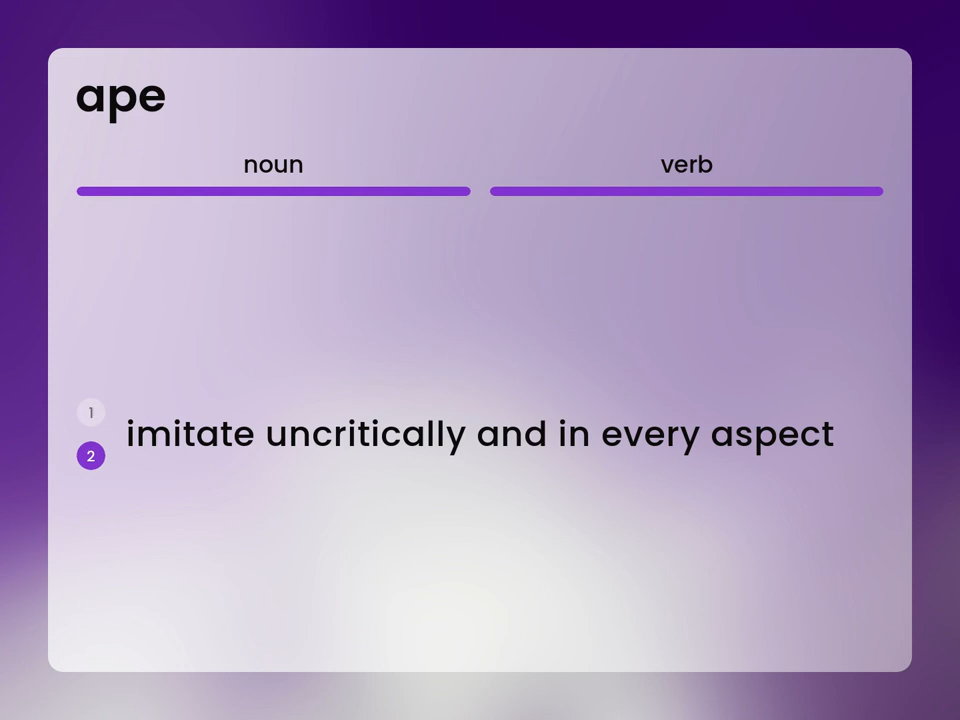 ape
noun verb
1
imitate uncritically and in every aspect
2